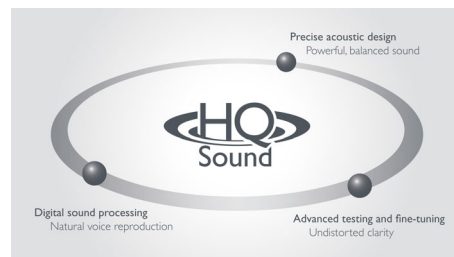 Precise acoustic design
Powerful, balanced sound
HQ
Sound
Digital sound processing
Natural voice reproduction
Advanced testing and fine-tuning
Undistorted clarity